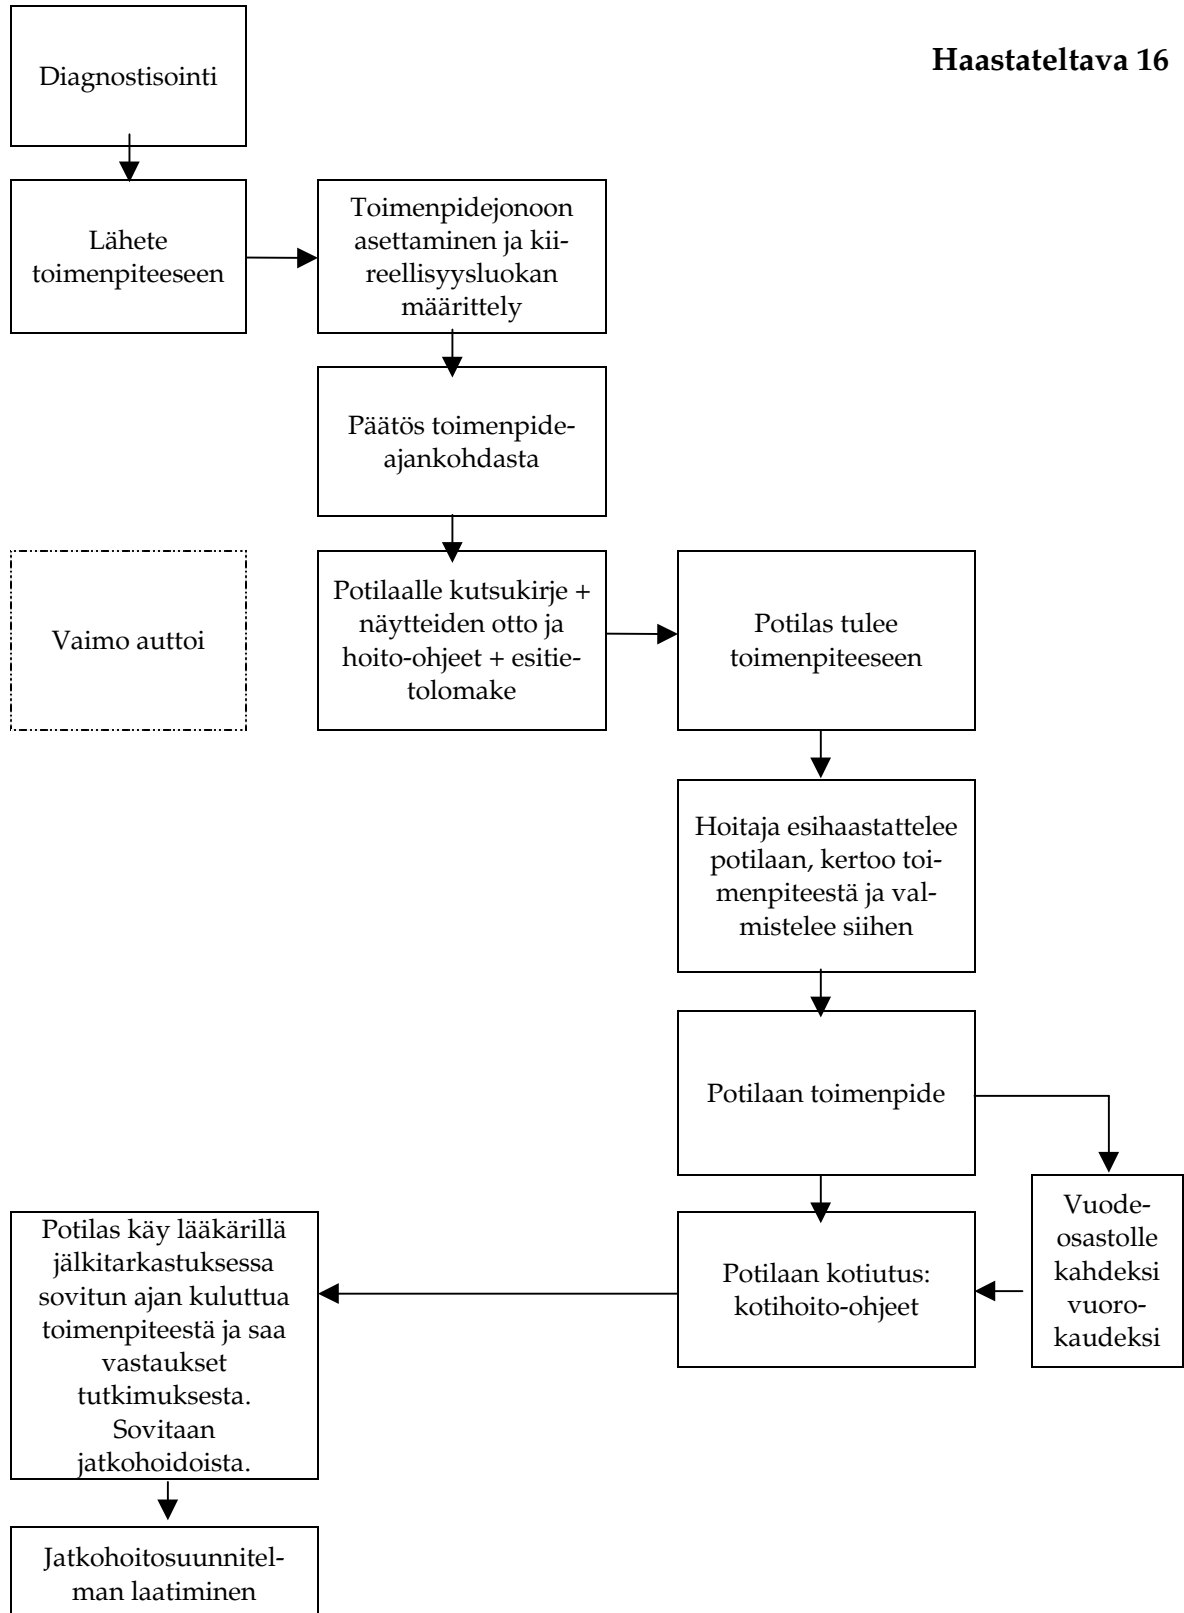 Haastateltava 16
Diagnostisointi
Lähete
toimenpiteeseen
Toimenpidejonoon
asettaminen ja kii-
reellisyysluokan
määrittely
Päätös toimenpide-
ajankohdasta
Vaimo auttoi
Potilaalle kutsukirje +
näytteiden otto ja
hoito-ohjeet + esitie-
tolomake
Potilas tulee
toimenpiteeseen
Hoitaja esihaastattelee
potilaan, kertoo toi-
menpiteestä ja val-
mistelee siihen
Potilaan toimenpide
Vuode-
osastolle
kahdeksi
vuoro-
kaudeksi
Potilaan kotiutus:
kotihoito-ohjeet
Potilas käy lääkärillä
jälkitarkastuksessa
sovitun ajan kuluttua
toimenpiteestä ja saa
vastaukset
tutkimuksesta.
Sovitaan
jatkohoidoista.
Jatkohoitosuunnitel-
man laatiminen